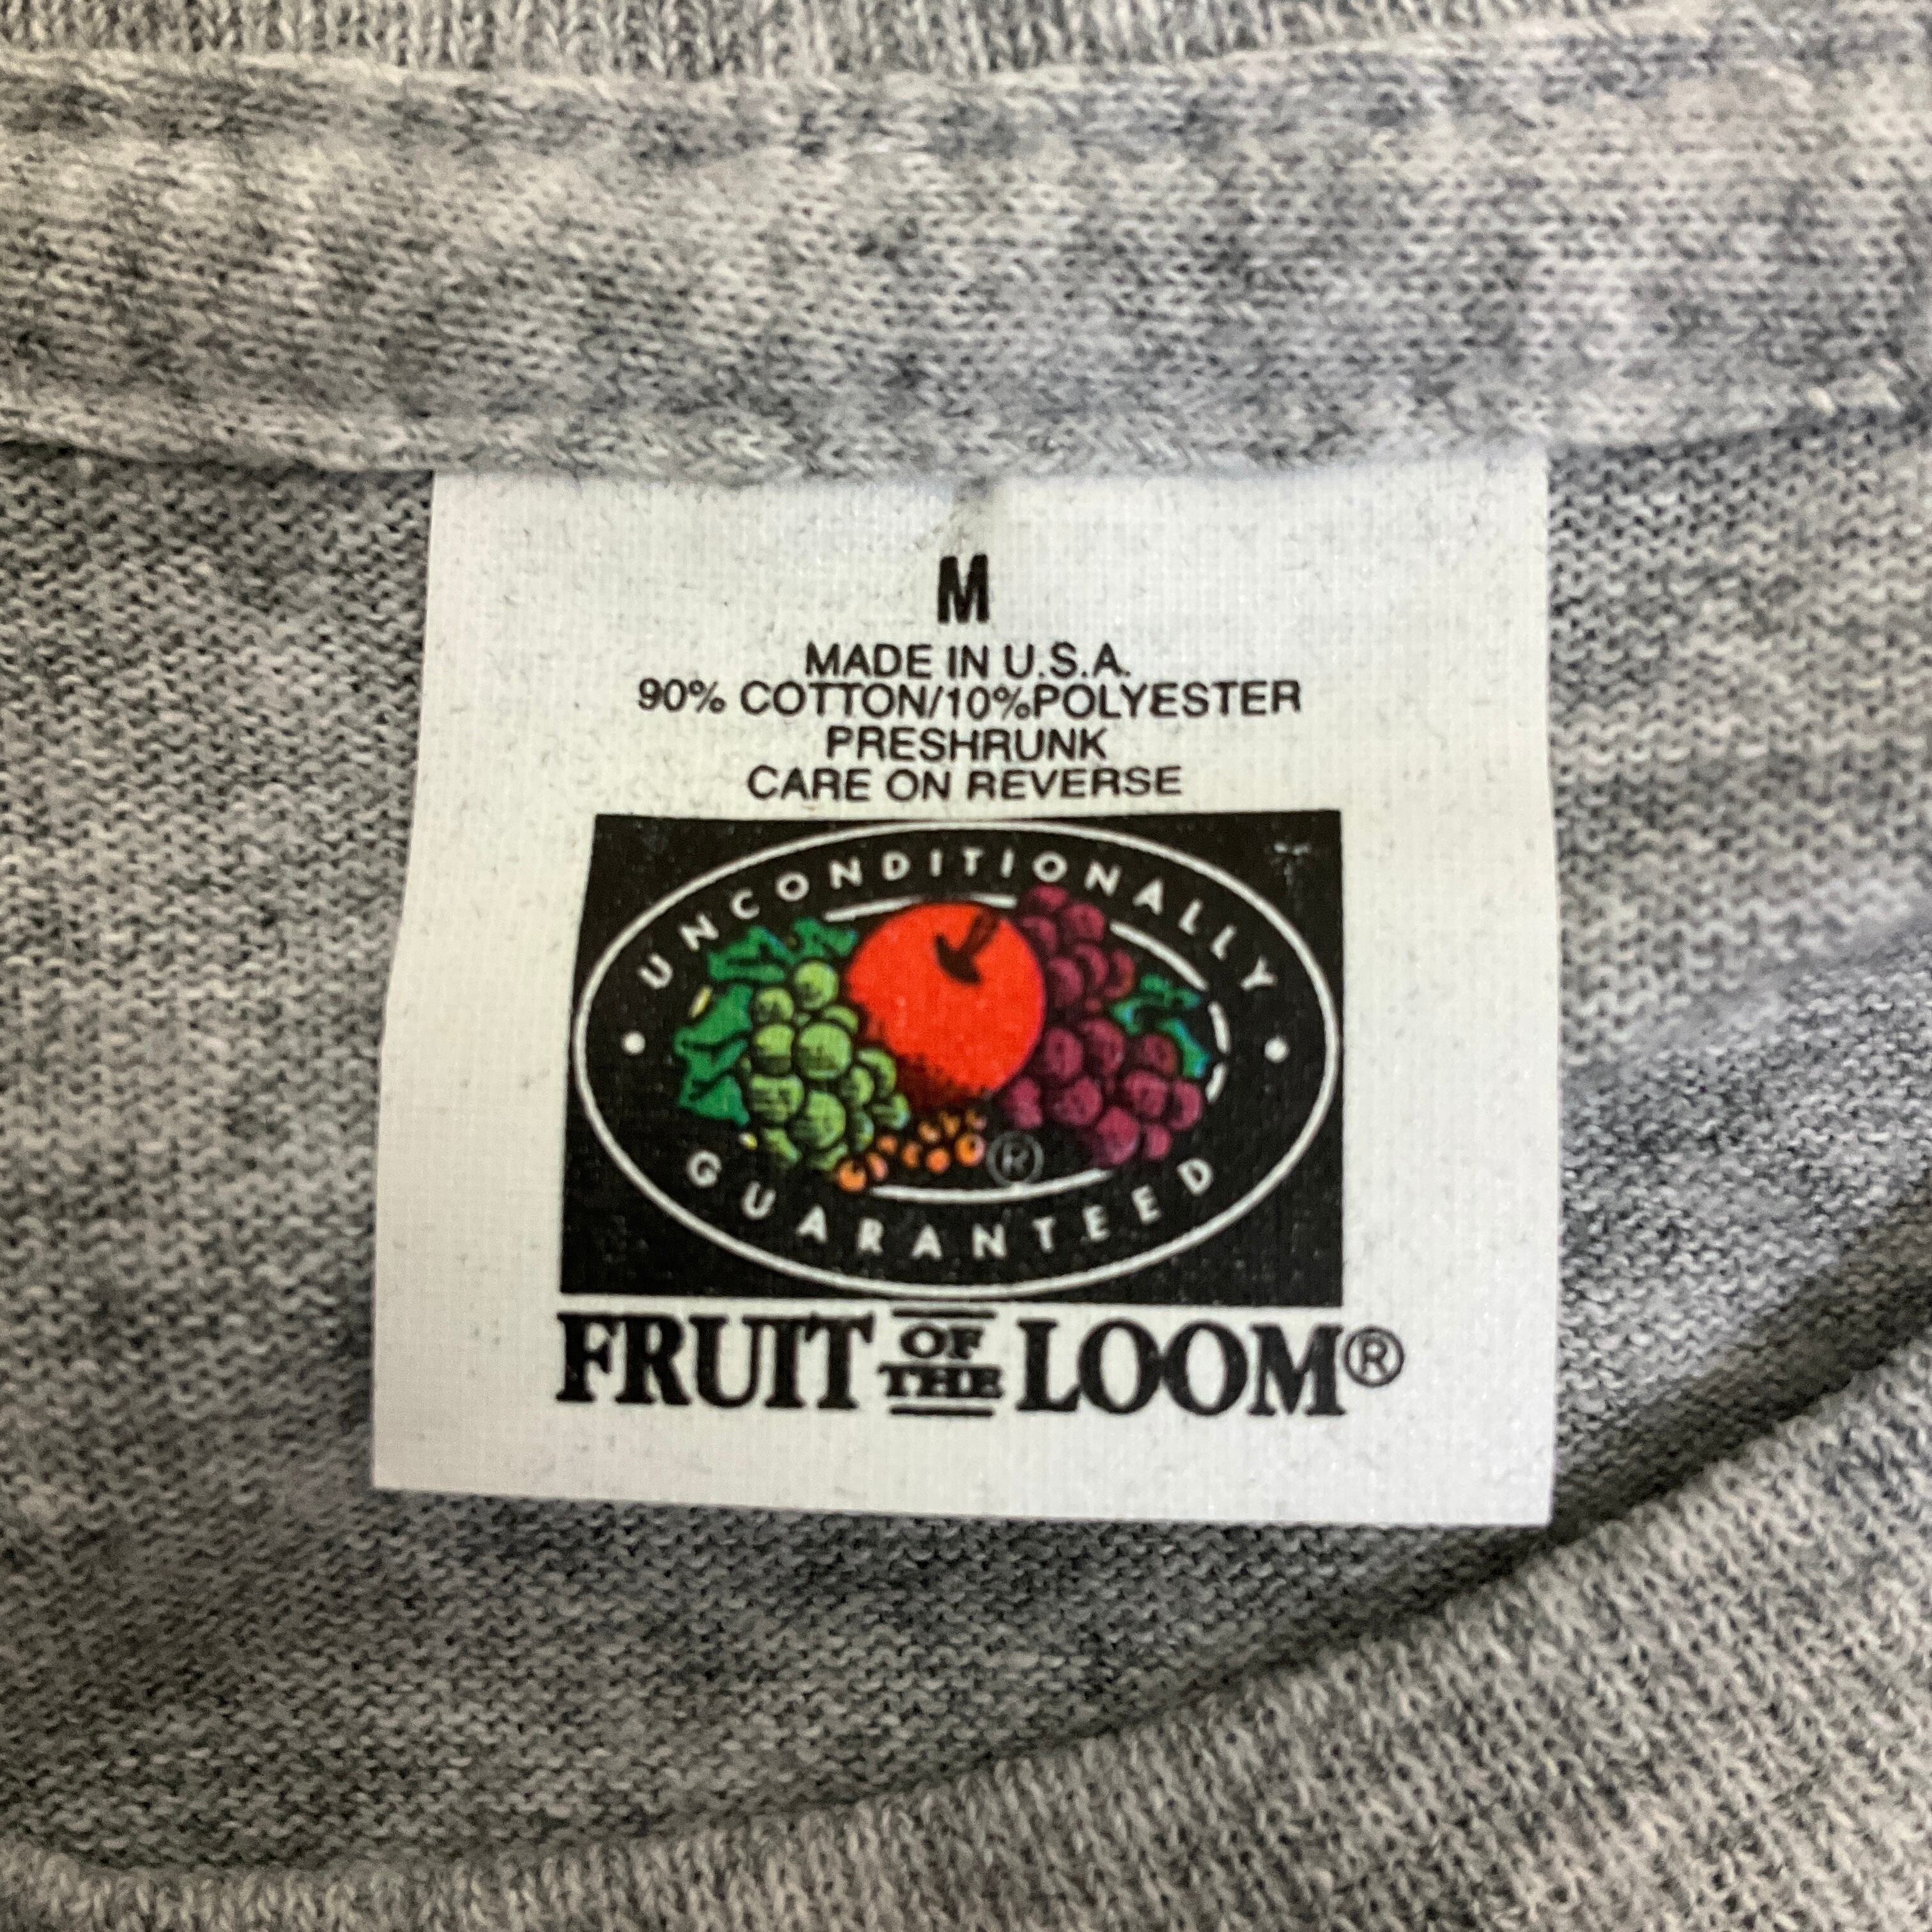 M
MADE IN U.S.A.
90% COTTON/10%POLYESTER
PRESHRUNK
CARE ON REVERSE
UNCONDITIONALLY
®
• GUARANTEED •
FRUIT OF THE LOOM®